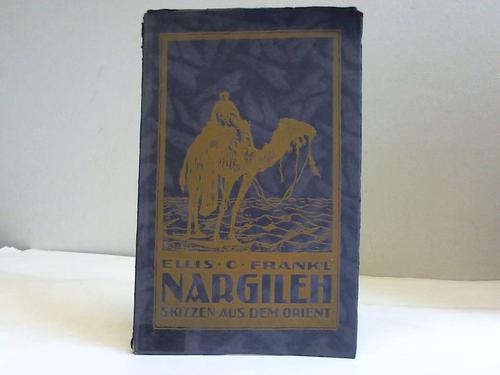 ELLIS · C · FRANKL
NARGILEH
SKIZZEN AUS DEM ORIENT